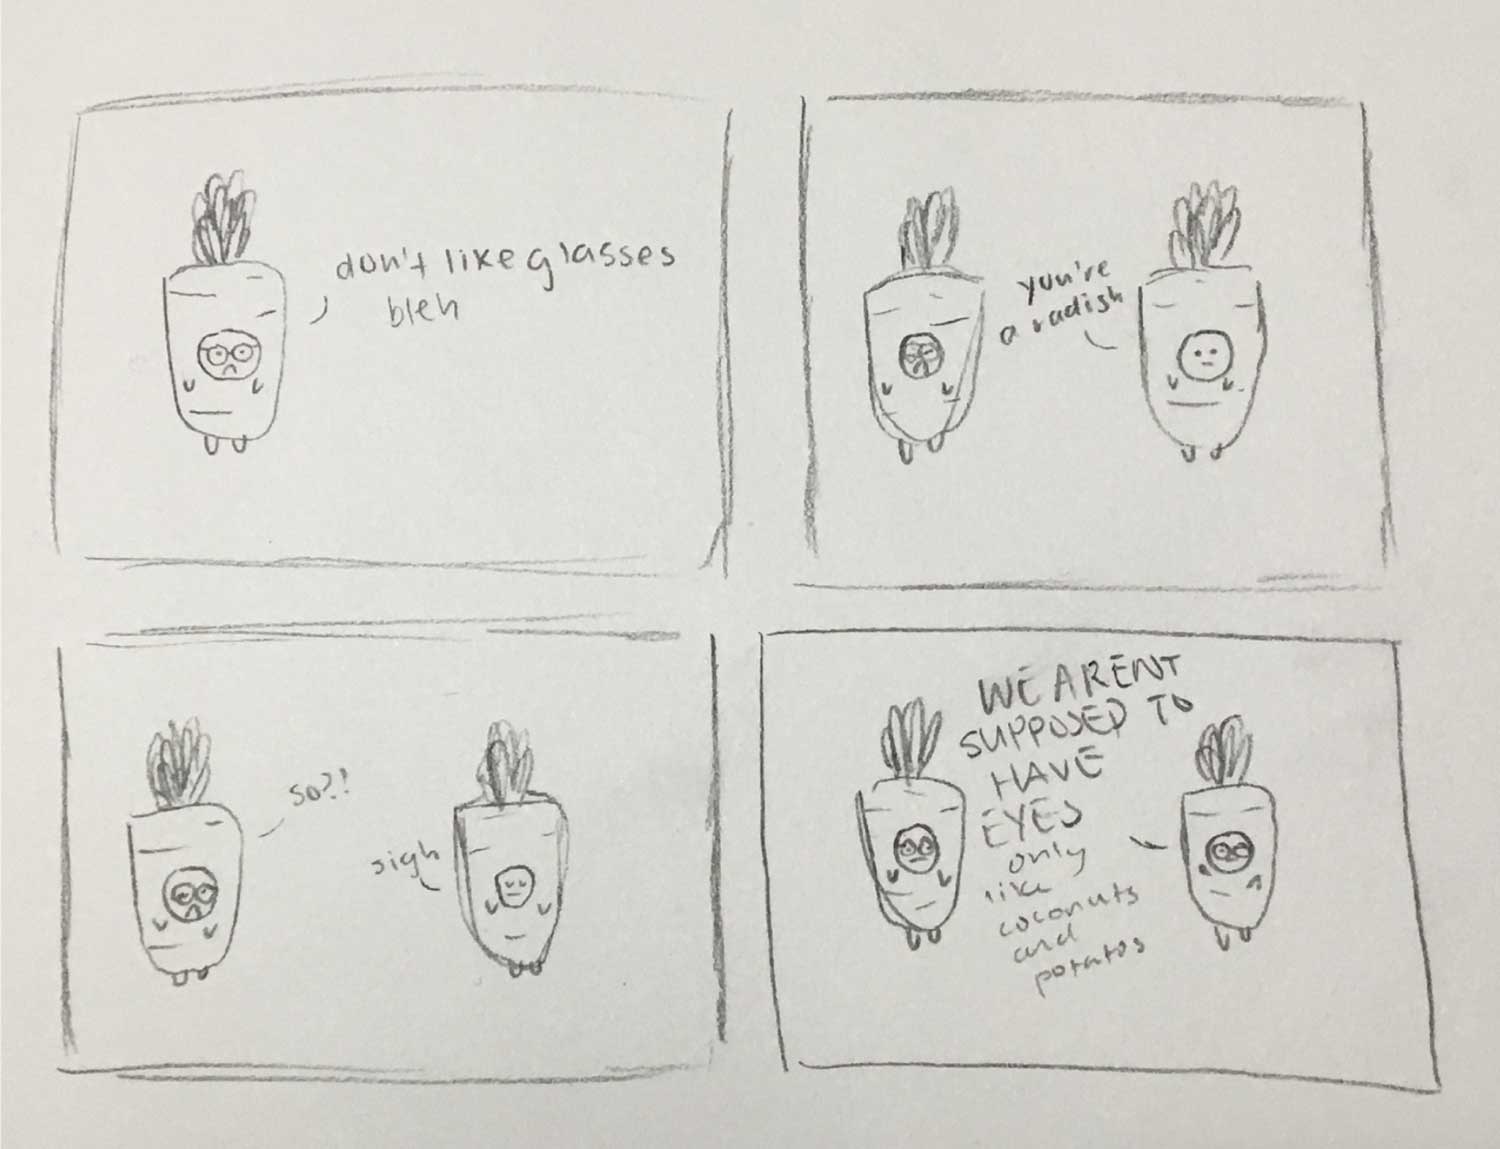 don't like glasses
bleh
you're
a radish
so?!
sigh
WE ARENT
SUPPOSED TO
HAVE
EYES
only
like
coconuts
and
potatos